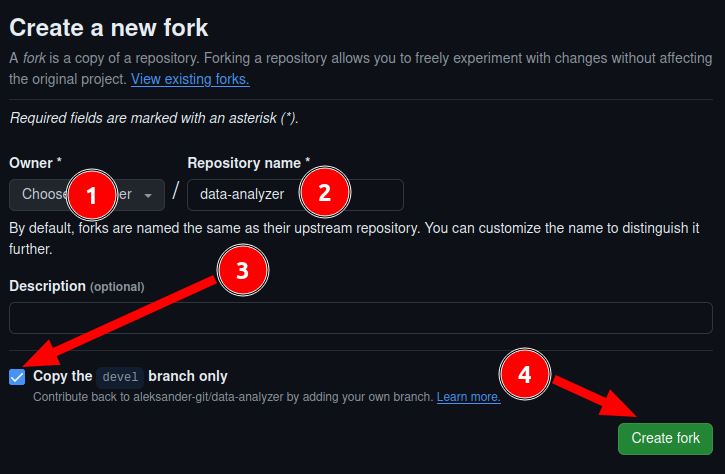 Create a new fork
A fork is a copy of a repository. Forking a repository allows you to freely experiment with changes without affecting
the original project. View existing forks.
Required fields are marked with an asterisk (*).
Owner * Repository name *
Choose er / data-analyzer
1 2
By default, forks are named the same as their upstream repository. You can customize the name to distinguish it
further.
3
Description (optional)
Copy the devel branch only
4
Contribute back to aleksander-git/data-analyzer by adding your own branch. Learn more.
Create fork